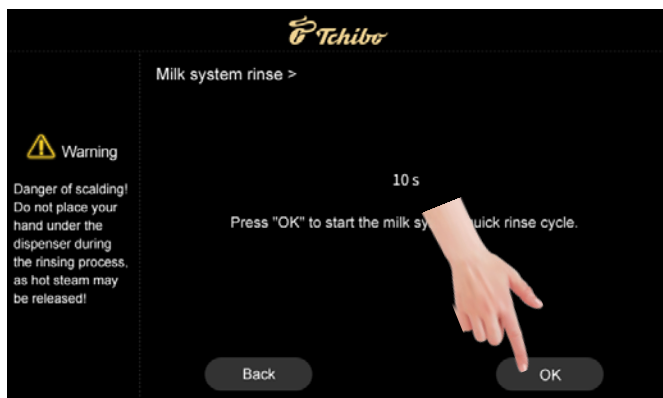 Tchibo
Milk system rinse >
Warning
Danger of scalding!
Do not place your
hand under the
dispenser during
the rinsing process,
as hot steam may
be released!
10 s
Press "OK" to start the milk sy quick rinse cycle.
Back
OK